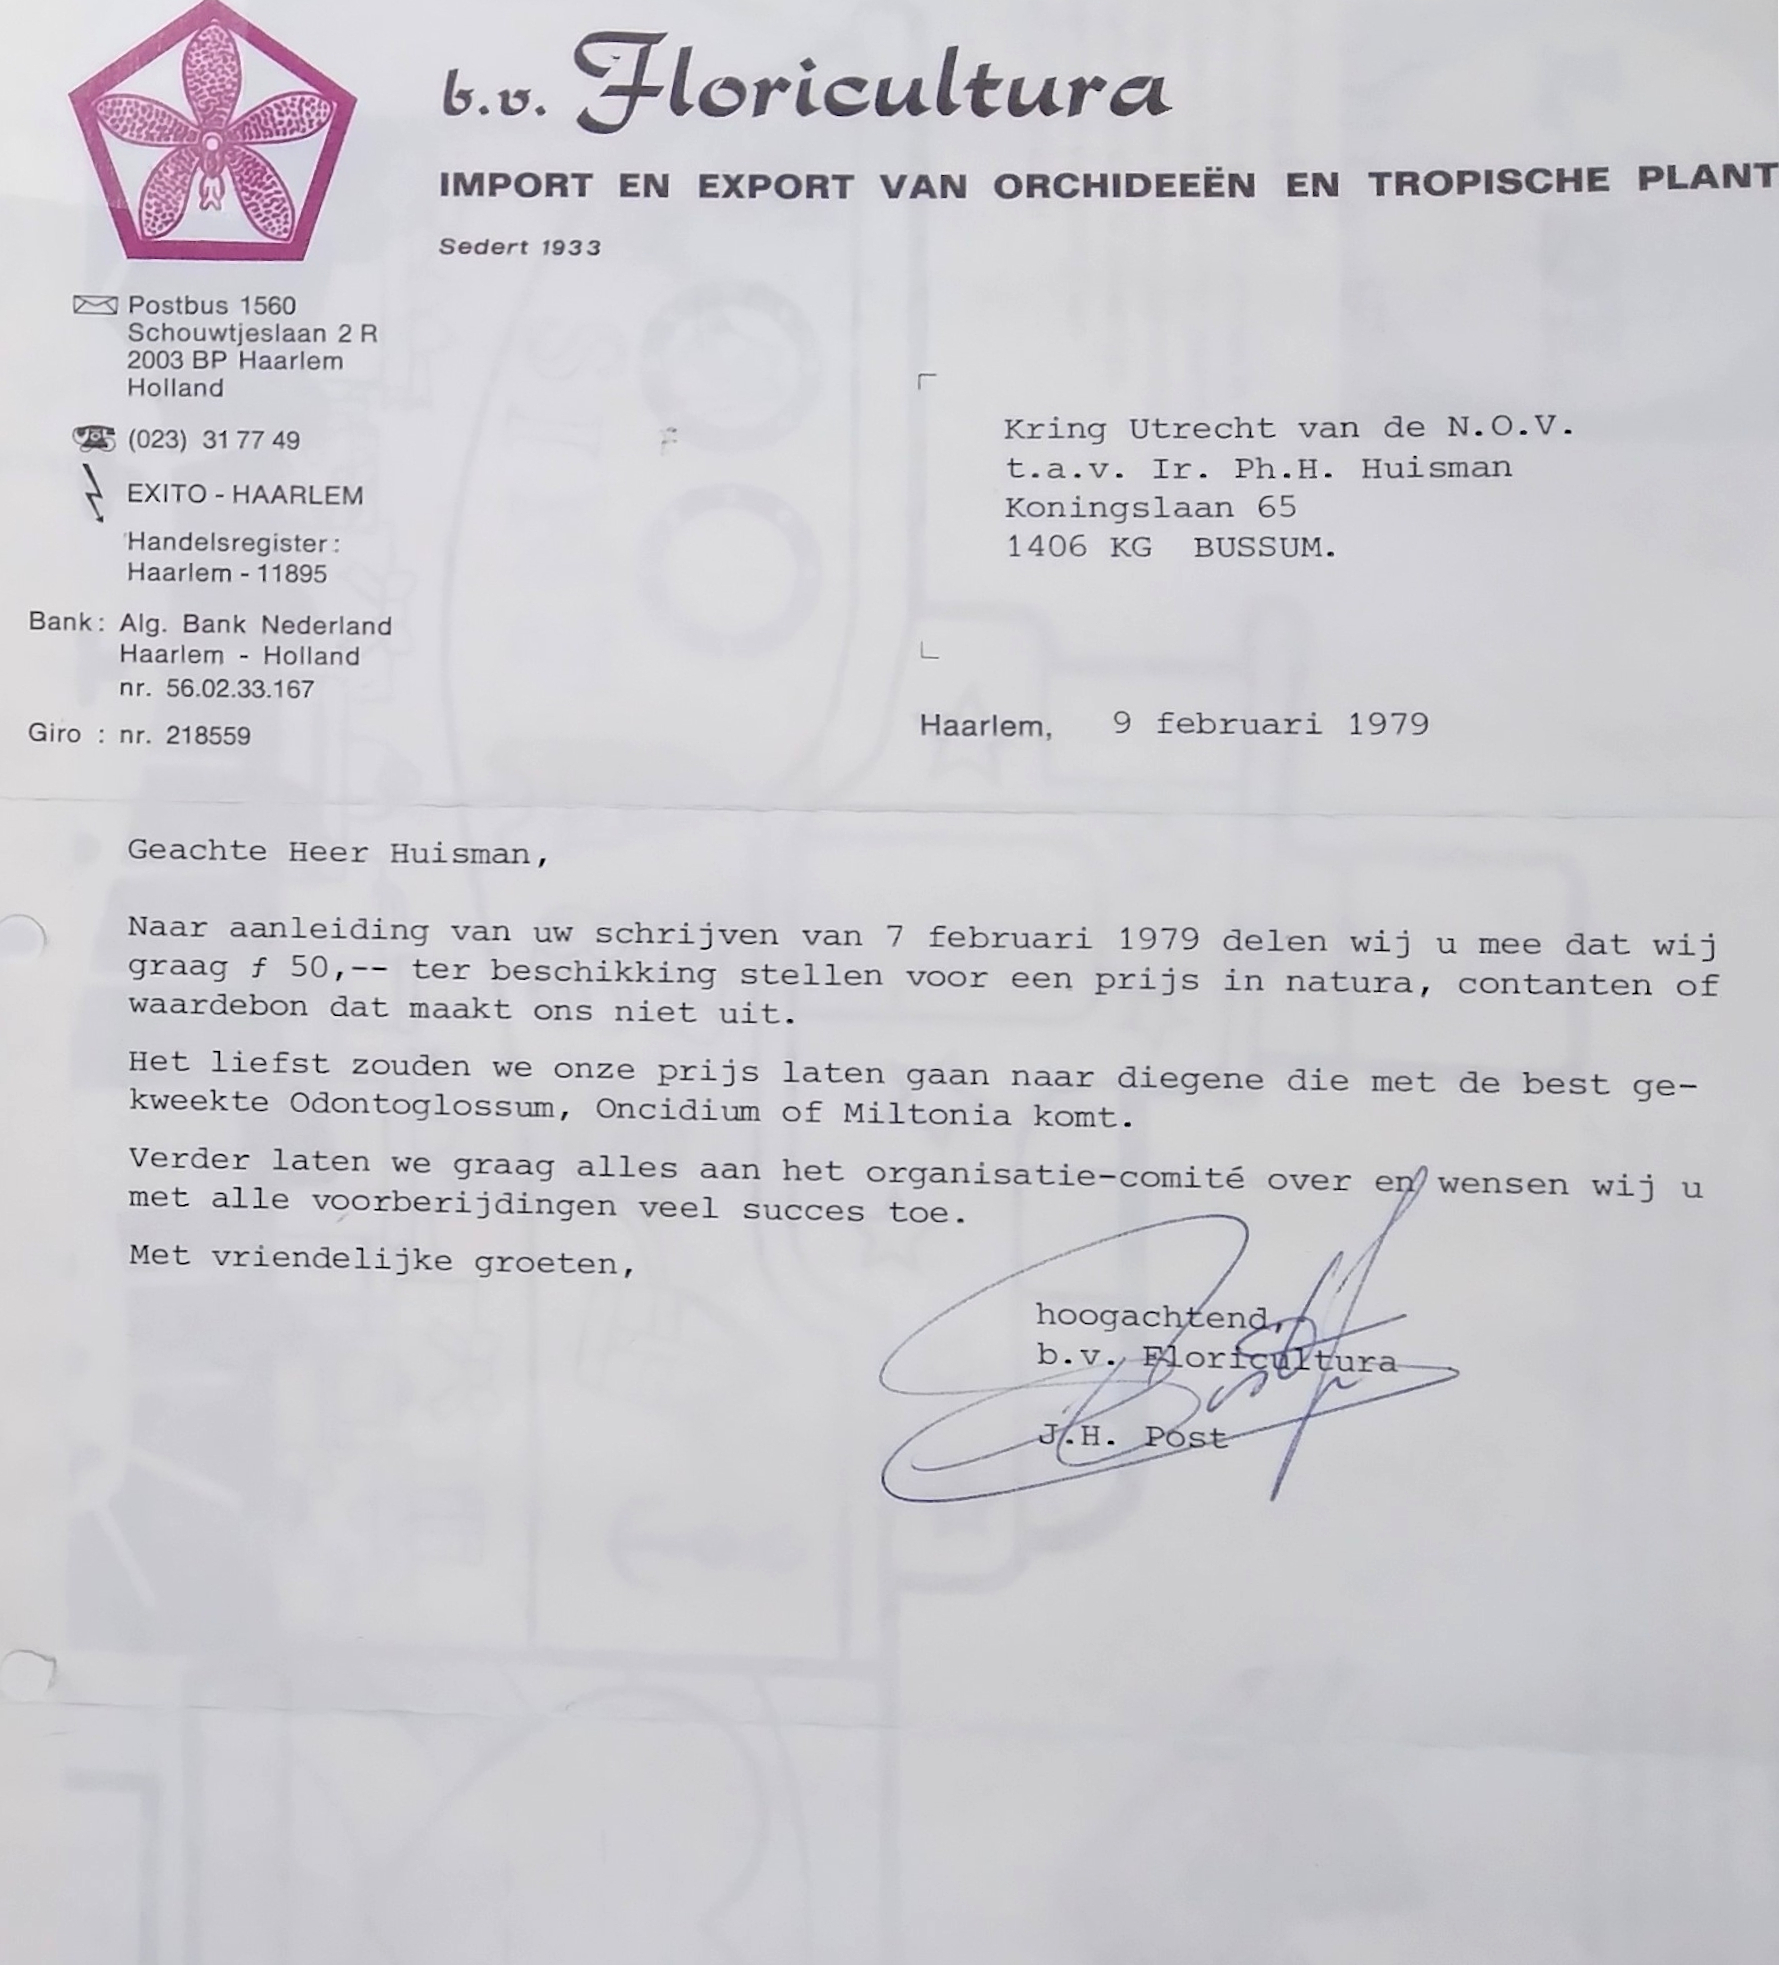 b.v. Floricultura
IMPORT EN EXPORT VAN ORCHIDEEËN EN TROPISCHE PLANT
Sedert 1933
Postbus 1560
Schouwtjeslaan 2 R
2003 BP Haarlem
Holland
(023) 31 77 49
EXITO - HAARLEM
Handelsregister:
Haarlem - 11895
Bank: Alg. Bank Nederland
Haarlem - Holland
nr. 56.02.33.167
Giro : nr. 218559
Kring Utrecht van de N.O.V.
t.a.v. Ir. Ph.H. Huisman
Koningslaan 65
1406 KG BUSSUM.
Haarlem, 9 februari 1979
Geachte Heer Huisman,
Naar aanleiding van uw schrijven van 7 februari 1979 delen wij u mee dat wij
graag f 50,-- ter beschikking stellen voor een prijs in natura, contanten of
waardebon dat maakt ons niet uit.
Het liefst zouden we onze prijs laten gaan naar diegene die met de best ge-
kweekte Odontoglossum, Oncidium of Miltonia komt.
Verder laten we graag alles aan het organisatie-comité over en wensen wij u
met alle voorberijdingen veel succes toe.
Met vriendelijke groeten,
hoogachtend,
b.v. Floricultura
J.H. Post